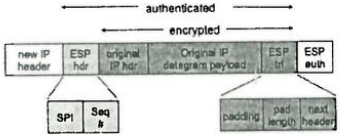 authenticated
encrypted
new IP header
ESP hdr
original IP hdr
Original IP datagram payload
ESP trl
ESP auth
SPI
Seq #
padding
pad length
next header